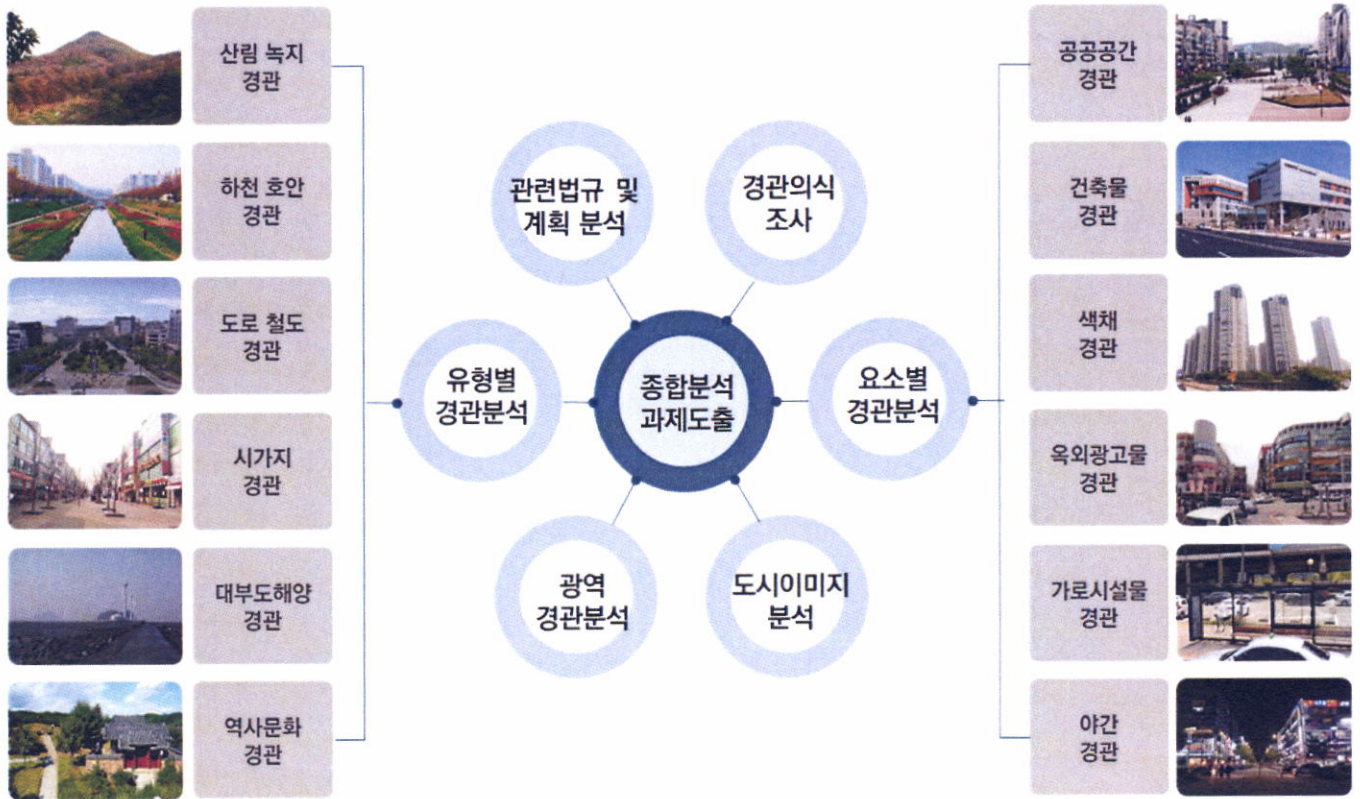 산림 녹지
경관
하천 호안
경관
도로 철도
경관
시가지
경관
대부도해양
경관
역사문화
경관
관련법규 및
계획 분석
경관의식
조사
유형별
경관분석
종합분석
과제도출
요소별
경관분석
광역
경관분석
도시이미지
분석
공공공간
경관
건축물
경관
색채
경관
옥외광고물
경관
가로시설물
경관
야간
경관